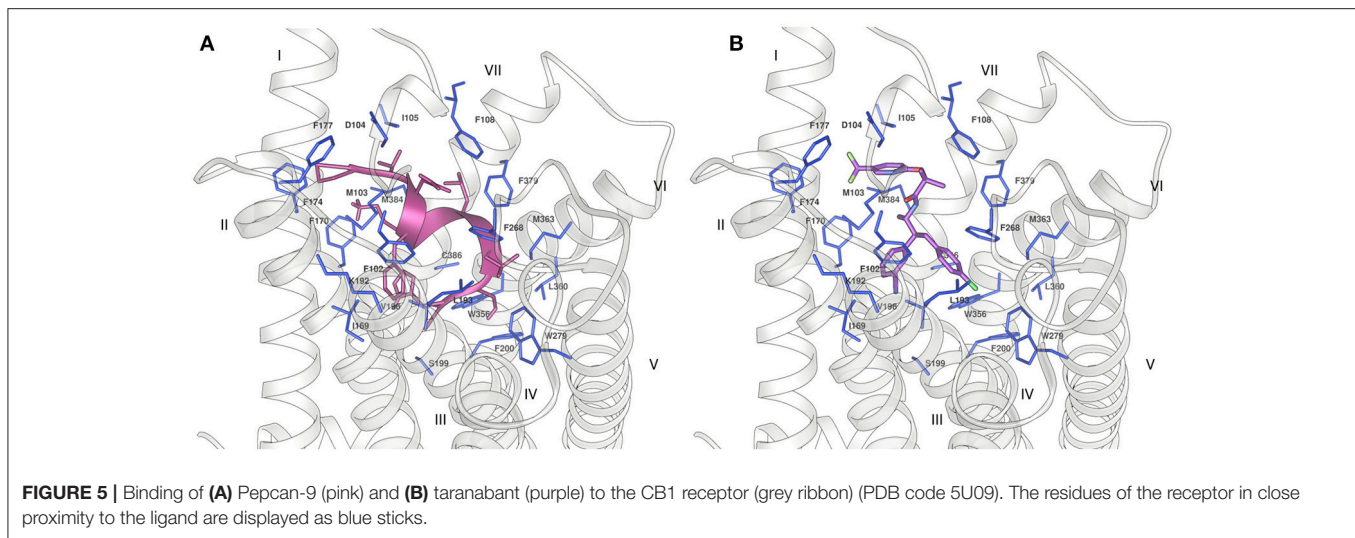 A
I
VII
F177
D104
I105
F108
F379
VI
M103
M384
F174
F170
II
M363
F268
C386
F102
K192
L360
V196
L193
W356
I169
W279
F200
S199
V
IV
III
B
I
VII
F177
D104
I105
F108
F379
VI
M103
M384
F174
F170
II
M363
F268
F102
K192
L360
V196
L193
W356
I169
W279
F200
S199
V
IV
III
FIGURE 5 | Binding of (A) Pepcan-9 (pink) and (B) taranabant (purple) to the CB1 receptor (grey ribbon) (PDB code 5U09). The residues of the receptor in close
proximity to the ligand are displayed as blue sticks.